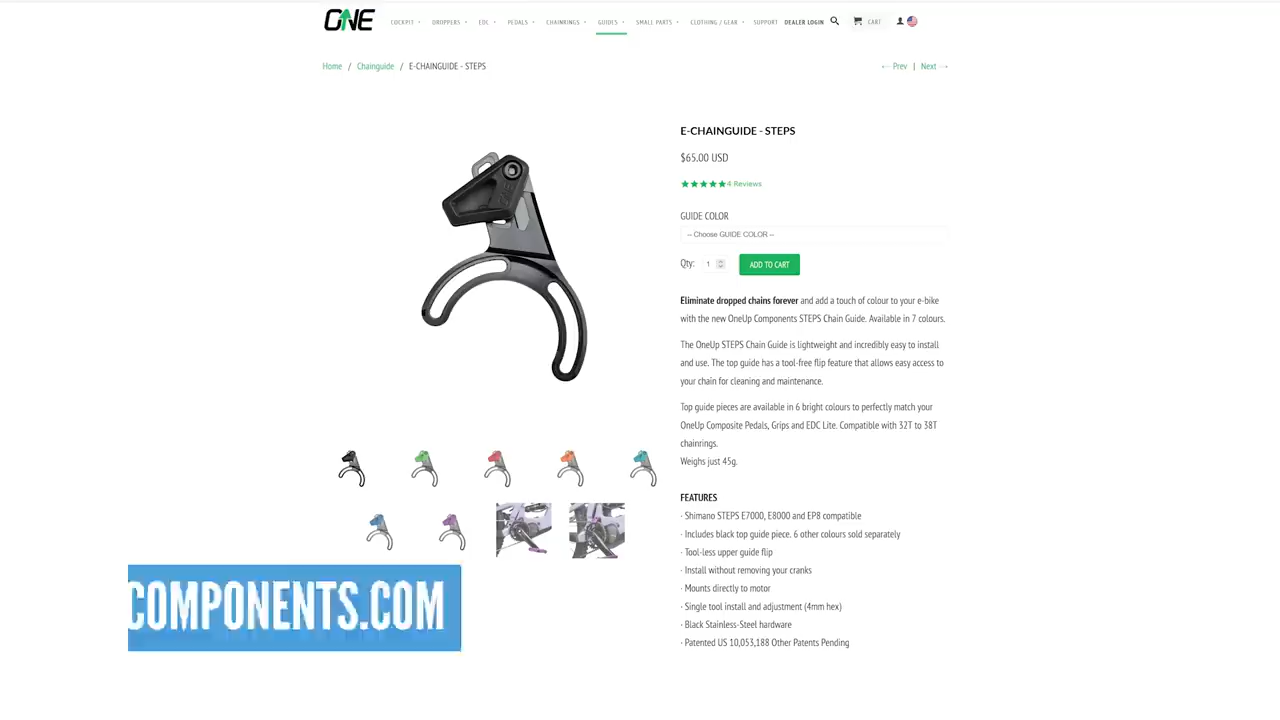 ONE
COCKPIT DROPPERS EDC PEDALS CHAINRINGS GUIDES SMALL PARTS CLOTHING / GEAR SUPPORT DEALER LOGIN CART
Home / Chainguide / E-CHAINGUIDE - STEPS
← Prev | Next →
E-CHAINGUIDE - STEPS
$65.00 USD
★★★★★4 Reviews
GUIDE COLOR
-- Choose GUIDE COLOR --
Qty: 1 ADD TO CART
Eliminate dropped chains forever and add a touch of colour to your e-bike
with the new OneUp Components STEPS Chain Guide. Available in 7 colours.
The OneUp STEPS Chain Guide is lightweight and incredibly easy to install
and use. The top guide has a tool-free flip feature that allows easy access to
your chain for cleaning and maintenance.
Top guide pieces are available in 6 bright colours to perfectly match your
OneUp Composite Pedals, Grips and EDC Lite. Compatible with 32T to 38T
chainrings.
Weighs just 45g.
FEATURES
· Shimano STEPS E7000, E8000 and EP8 compatible
· Includes black top guide piece. 6 other colours sold separately
· Tool-less upper guide flip
· Install without removing your cranks
· Mounts directly to motor
· Single tool install and adjustment (4mm hex)
· Black Stainless-Steel hardware
· Patented US 10,053,188 Other Patents Pending
COMPONENTS.COM